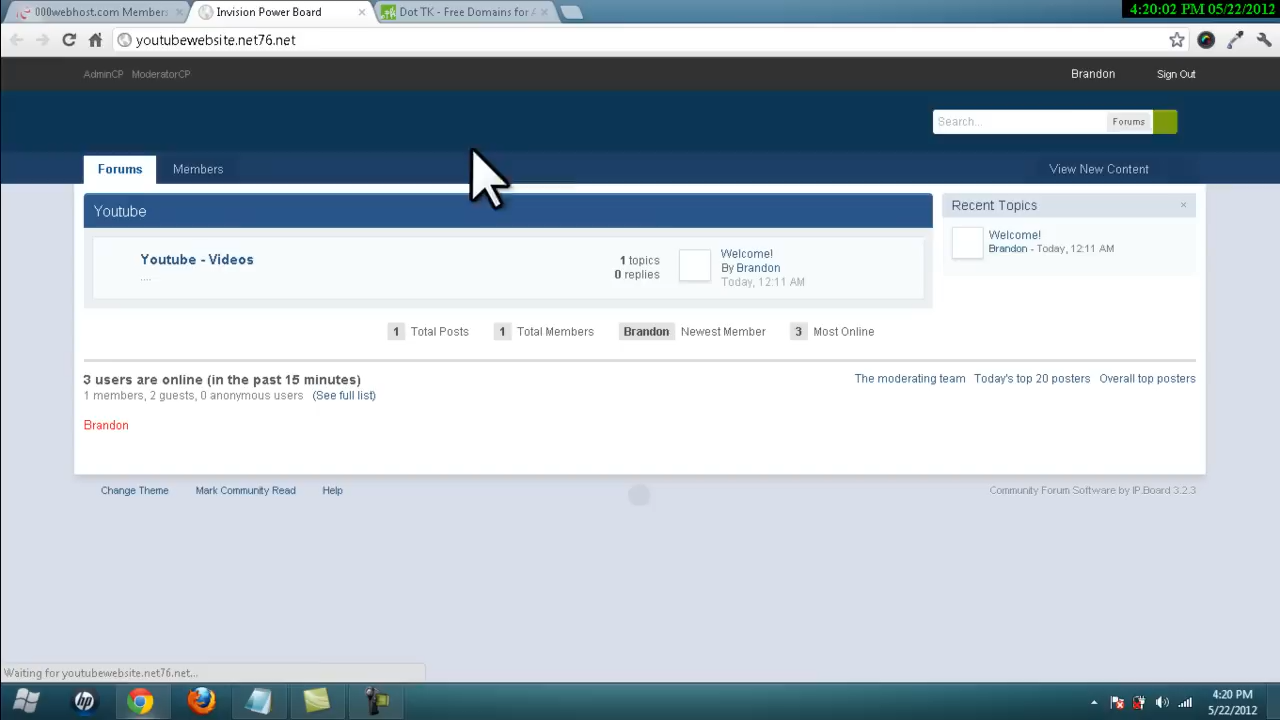 000webhost.com Members
Invision Power Board
Dot TK - Free Domains for A
4:20:02 PM 05/22/2012
youtubewebsite.net76.net
AdminCP ModeratorCP
Brandon Sign Out
Search... Forums
Forums Members View New Content
Youtube
Recent Topics
Youtube - Videos
....
1 topics
0 replies
Welcome!
By Brandon
Today, 12:11 AM
Welcome!
Brandon - Today, 12:11 AM
1 Total Posts 1 Total Members Brandon Newest Member 3 Most Online
3 users are online (in the past 15 minutes)
The moderating team Today's top 20 posters Overall top posters
1 members, 2 guests, 0 anonymous users (See full list)
Brandon
Change Theme Mark Community Read Help
Community Forum Software by IP.Board 3.2.3
Waiting for youtubewebsite.net76.net...
hp
4:20 PM
5/22/2012